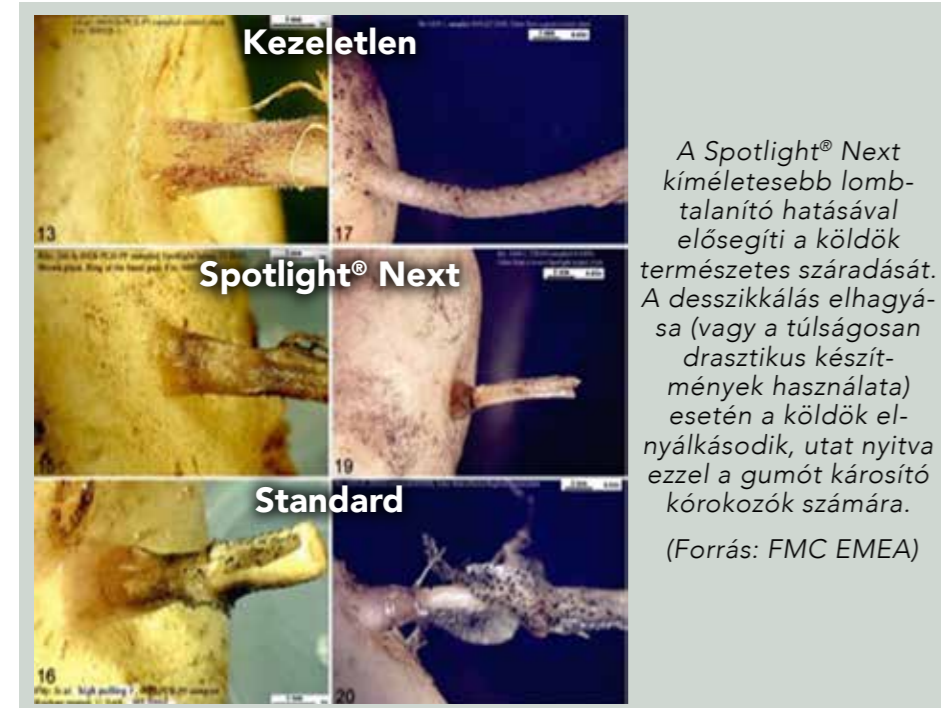 Kezeletlen
13
17
Spotlight® Next
19
Standard
16
20
A Spotlight® Next
kíméletesebb lomb-
talanító hatásával
elősegíti a köldök
természetes száradását.
A desszikkálás elhagyá-
sa (vagy a túlságosan
drasztikus készít-
mények használata)
esetén a köldök el-
nyálkásodik, utat nyitva
ezzel a gumót károsító
kórokozók számára.
(Forrás: FMC EMEA)